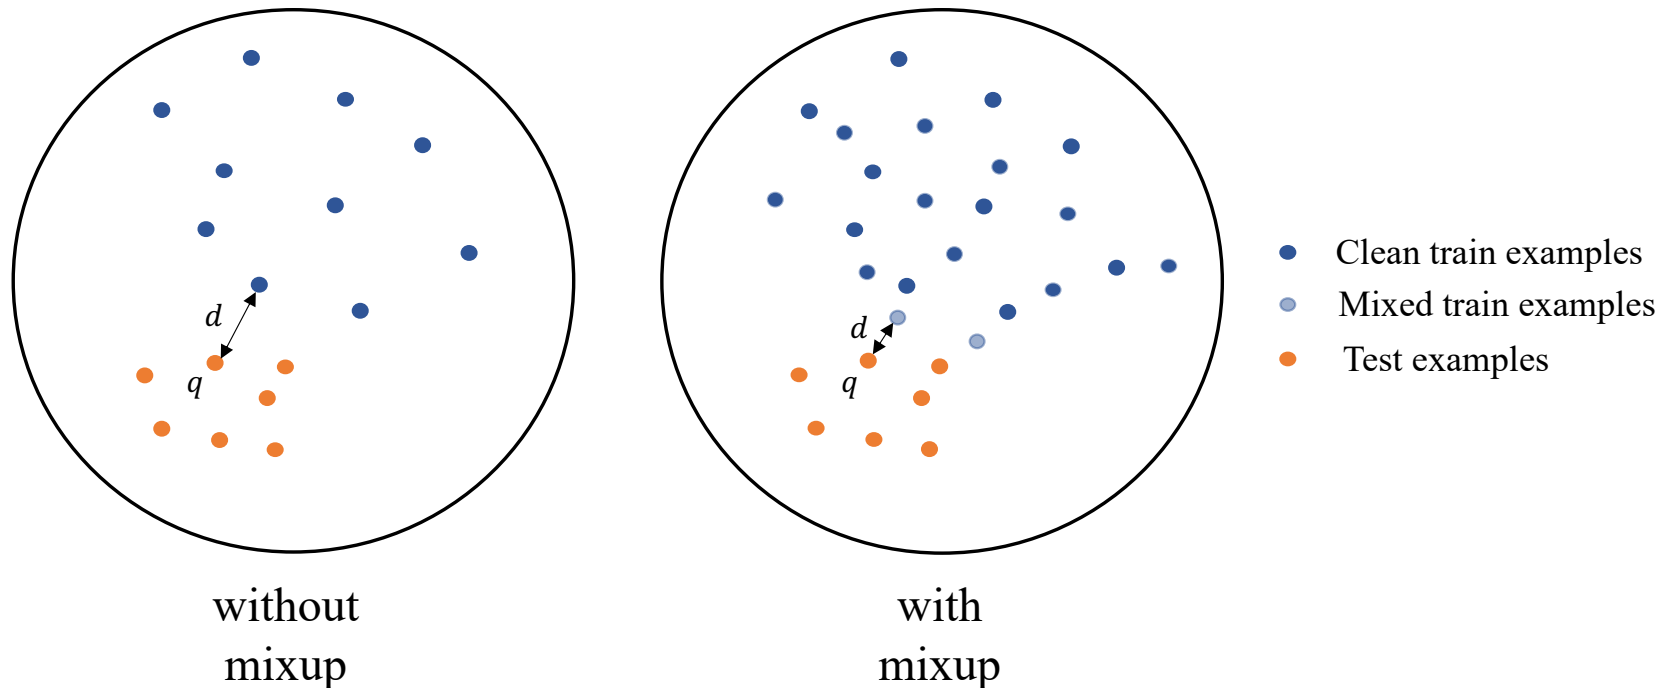 d
q
without
mixup
d
q
with
mixup
Clean train examples
Mixed train examples
Test examples